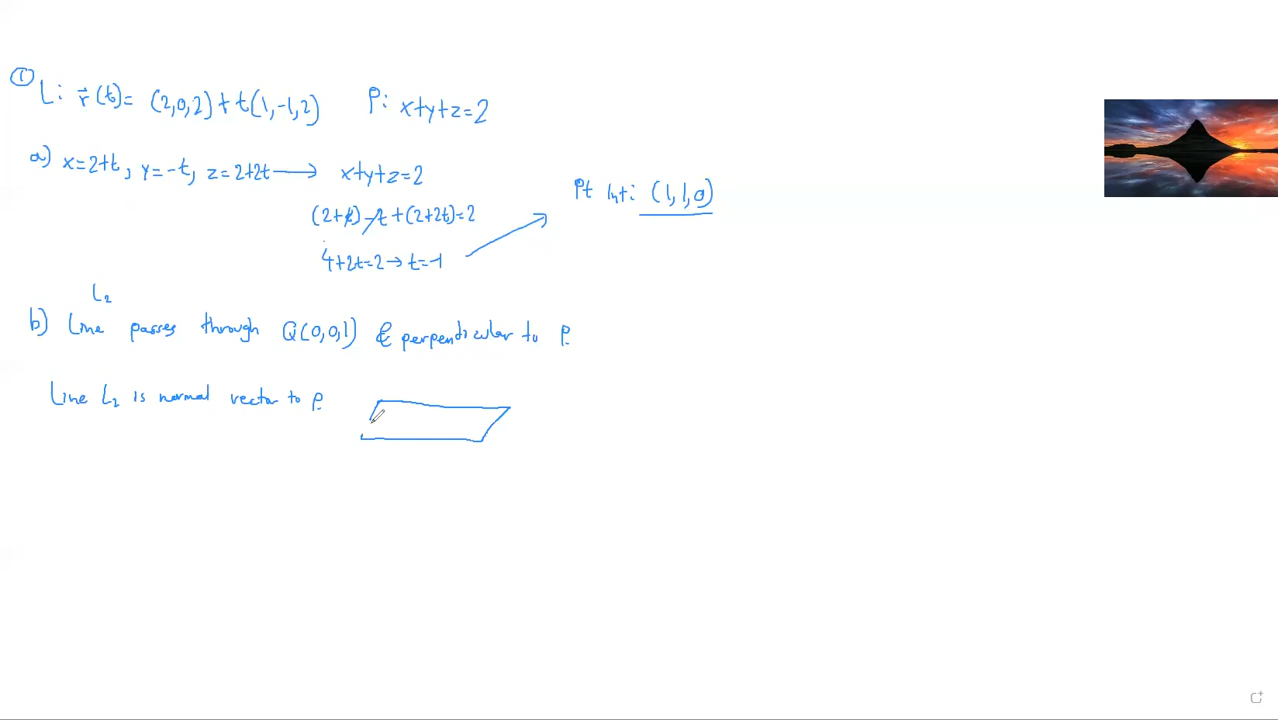 ①
L: r⃗(t)= (2,0,2) + t(1,-1,2) P: x+y+z=2
a) x=2+t, y=-t, z=2+2t → x+y+z=2
(2+t)-t+(2+2t)=2
4+2t=2 → t=-1
Pt Int: (1,1,0)
L₂
b) Line passes through Q(0,0,1) & perpendicular to P.
Line L₂ is normal vector to P.